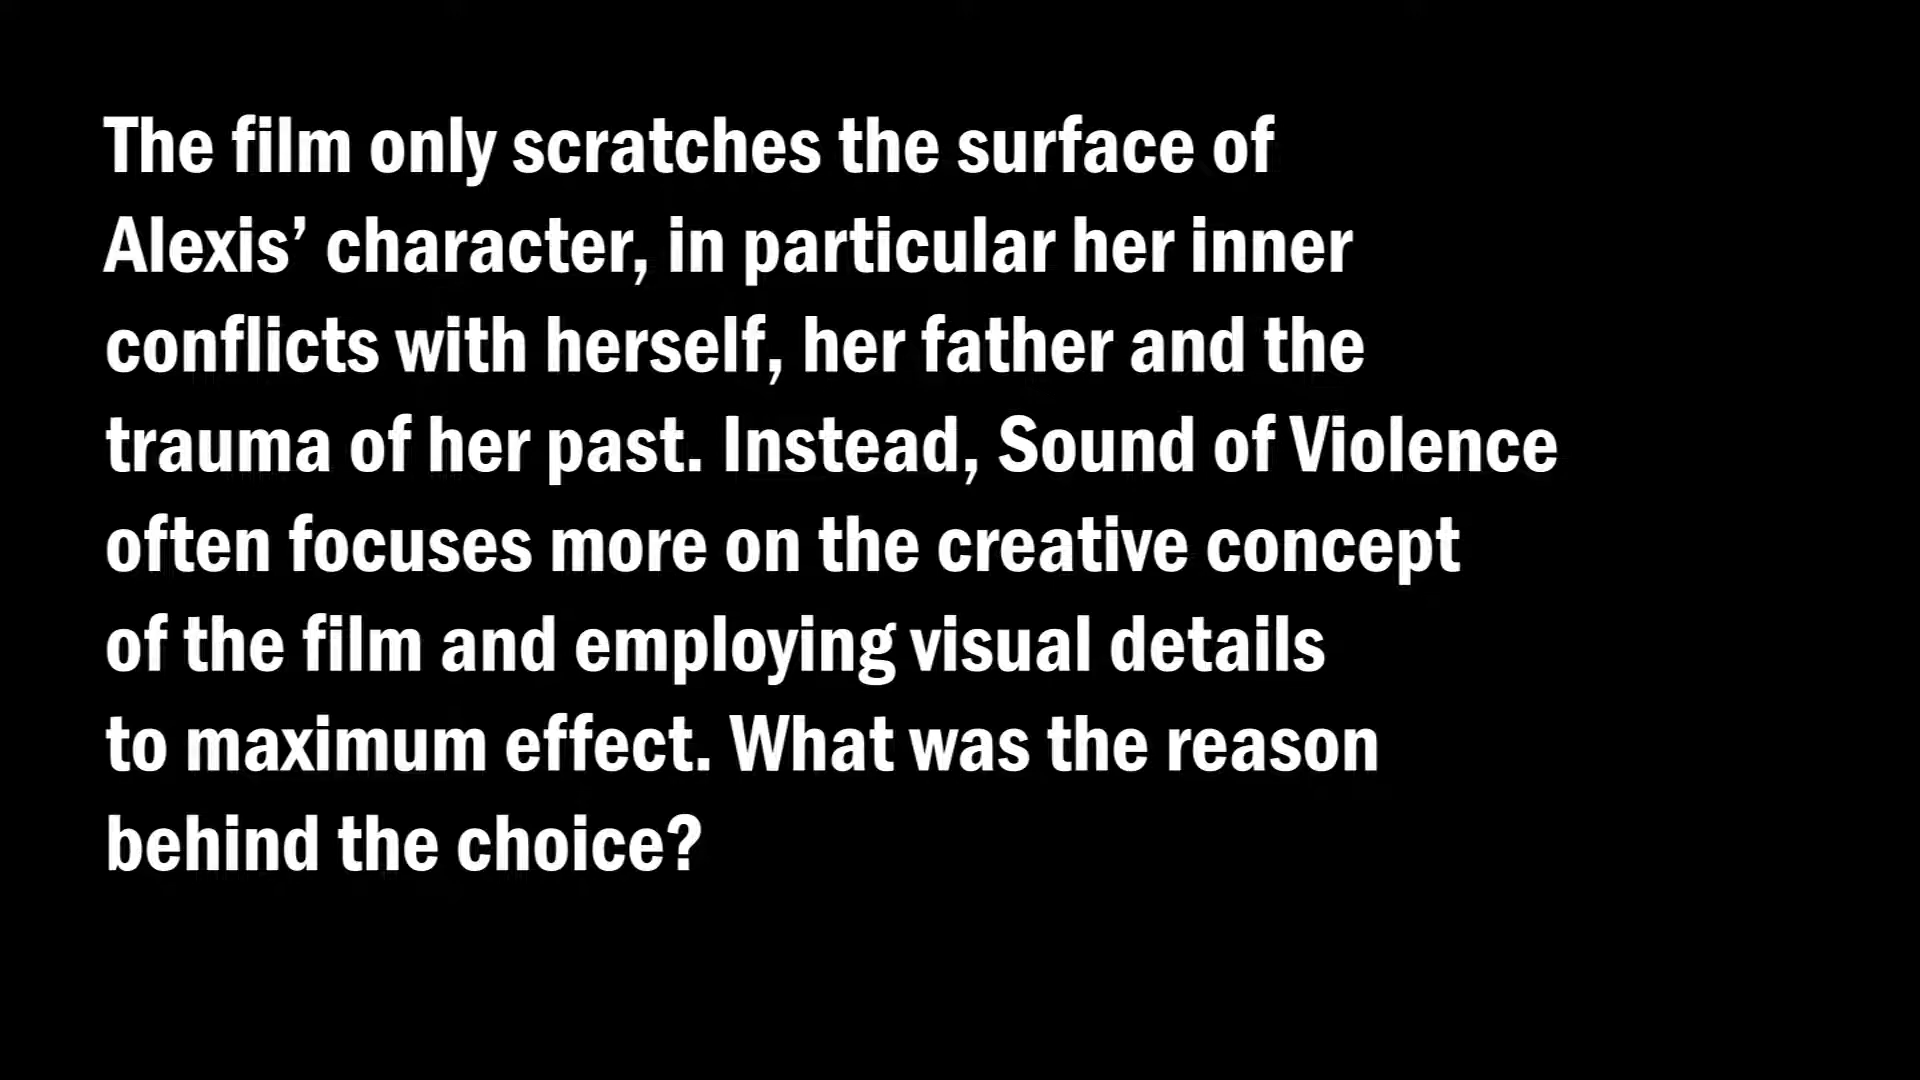 The film only scratches the surface of
Alexis’ character, in particular her inner
conflicts with herself, her father and the
trauma of her past. Instead, Sound of Violence
often focuses more on the creative concept
of the film and employing visual details
to maximum effect. What was the reason
behind the choice?